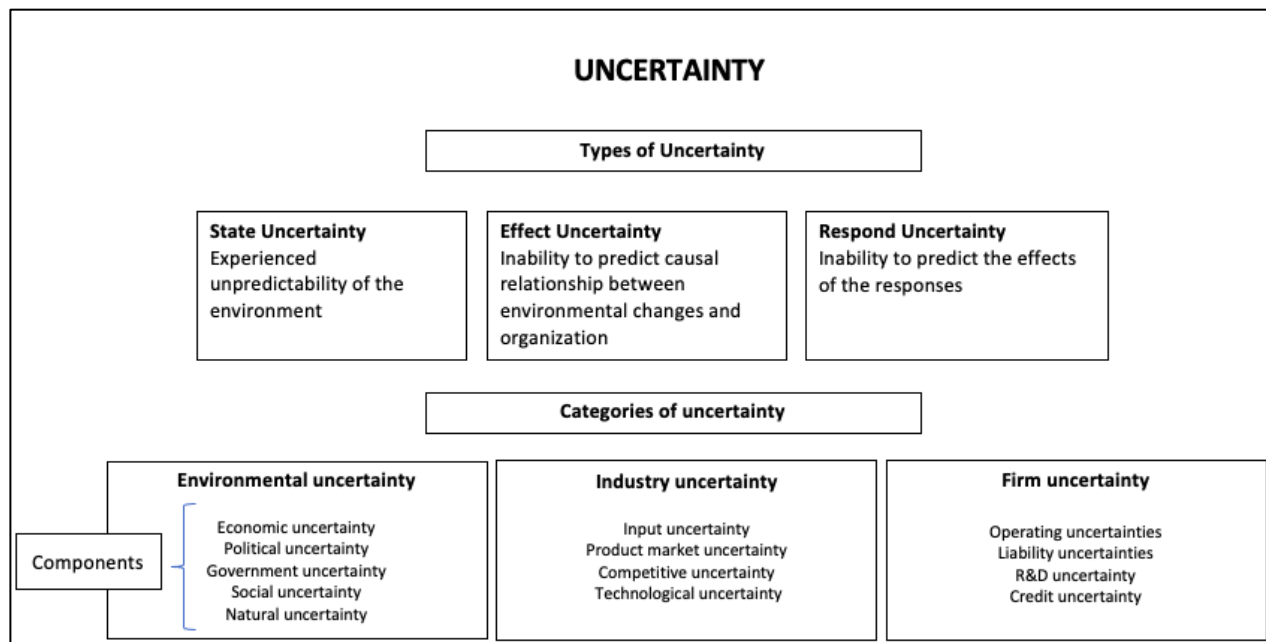 UNCERTAINTY
Types of Uncertainty
State Uncertainty
Experienced
unpredictability of the
environment
Effect Uncertainty
Inability to predict causal
relationship between
environmental changes and
organization
Respond Uncertainty
Inability to predict the effects
of the responses
Categories of uncertainty
Components
Environmental uncertainty
Economic uncertainty
Political uncertainty
Government uncertainty
Social uncertainty
Natural uncertainty
Industry uncertainty
Input uncertainty
Product market uncertainty
Competitive uncertainty
Technological uncertainty
Firm uncertainty
Operating uncertainties
Liability uncertainties
R&D uncertainty
Credit uncertainty